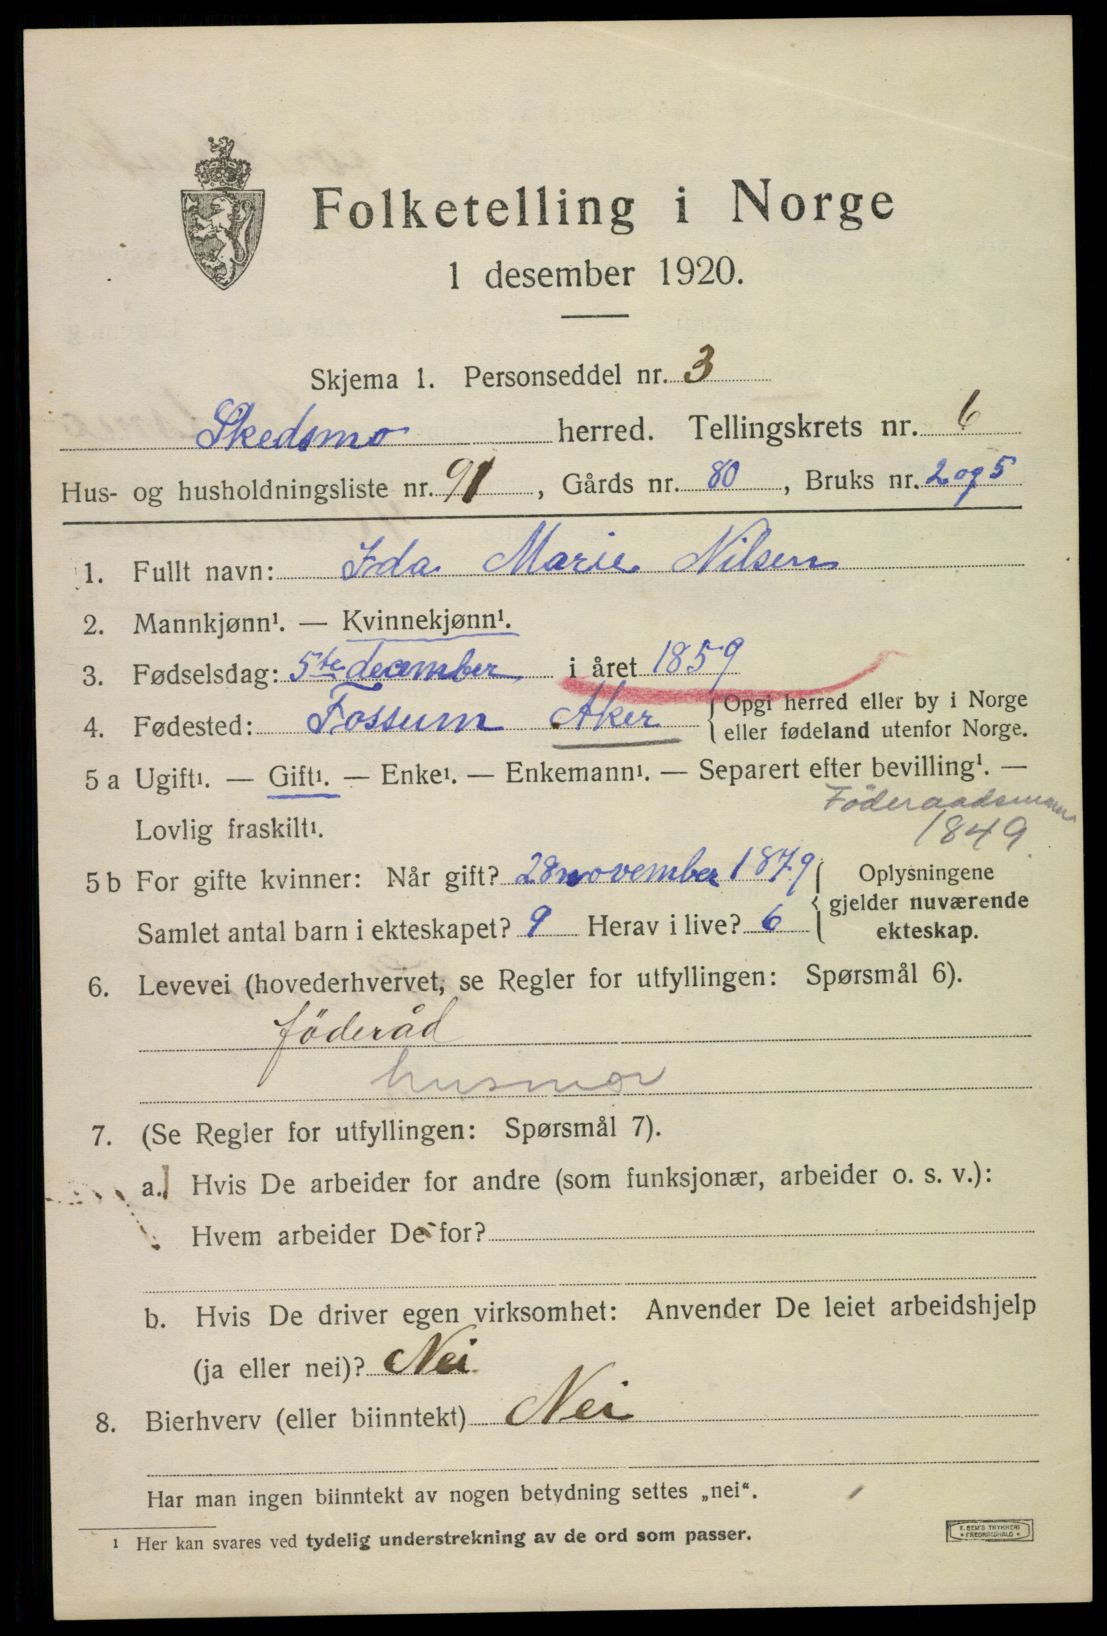 Folketelling i Norge
1 desember 1920.
Skjema 1. Personseddel nr. 3
Skedsmo herred. Tellingskrets nr. 6
Hus- og husholdningsliste nr. 91, Gårds nr. 80, Bruks nr. 2 og 5
1. Fullt navn: Ida Marie Nilsen
2. Mannkjønn¹. — Kvinnekjønn¹.
3. Fødselsdag: 5te december i året 1859
4. Fødested: Fossum Aker { Opgi herred eller by i Norge
eller fødeland utenfor Norge.
5 a Ugift¹. — Gift¹. — Enke¹. — Enkemann¹. — Separert efter bevilling¹. —
Föderaadsmann
Lovlig fraskilt¹.
1849
5 b For gifte kvinner: Når gift? 28 november 1879
Samlet antal barn i ekteskapet? 9 Herav i live? 6
Oplysningene
gjelder nuværende
ekteskap.
6. Levevei (hovederhvervet, se Regler for utfyllingen: Spørsmål 6).
föderåd
husmor
7. (Se Regler for utfyllingen: Spørsmål 7).
a. Hvis De arbeider for andre (som funksjonær, arbeider o. s. v.):
Hvem arbeider De for?
b. Hvis De driver egen virksomhet: Anvender De leiet arbeidshjelp
(ja eller nei)? Nei
8. Bierhverv (eller biinntekt) Nei
Har man ingen biinntekt av nogen betydning settes „nei“.
¹ Her kan svares ved tydelig understrekning av de ord som passer.
E. SEM'S TRYKKERI
FREDRIKSHALD